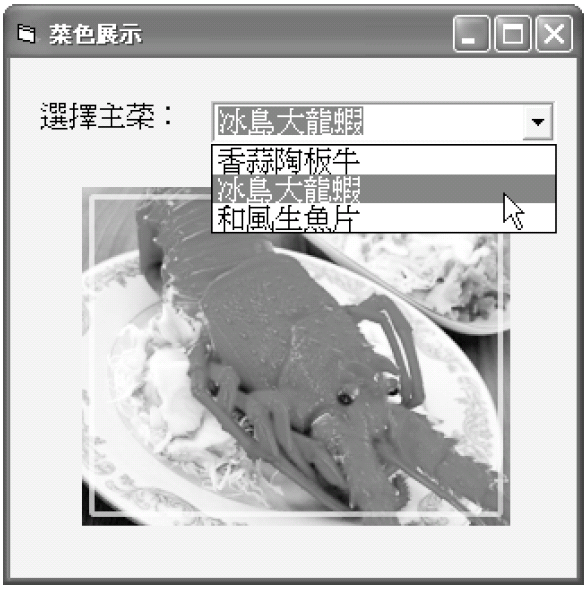 菜色展示
選擇主菜：
冰島大龍蝦
香蒜陶板牛
冰島大龍蝦
和風生魚片